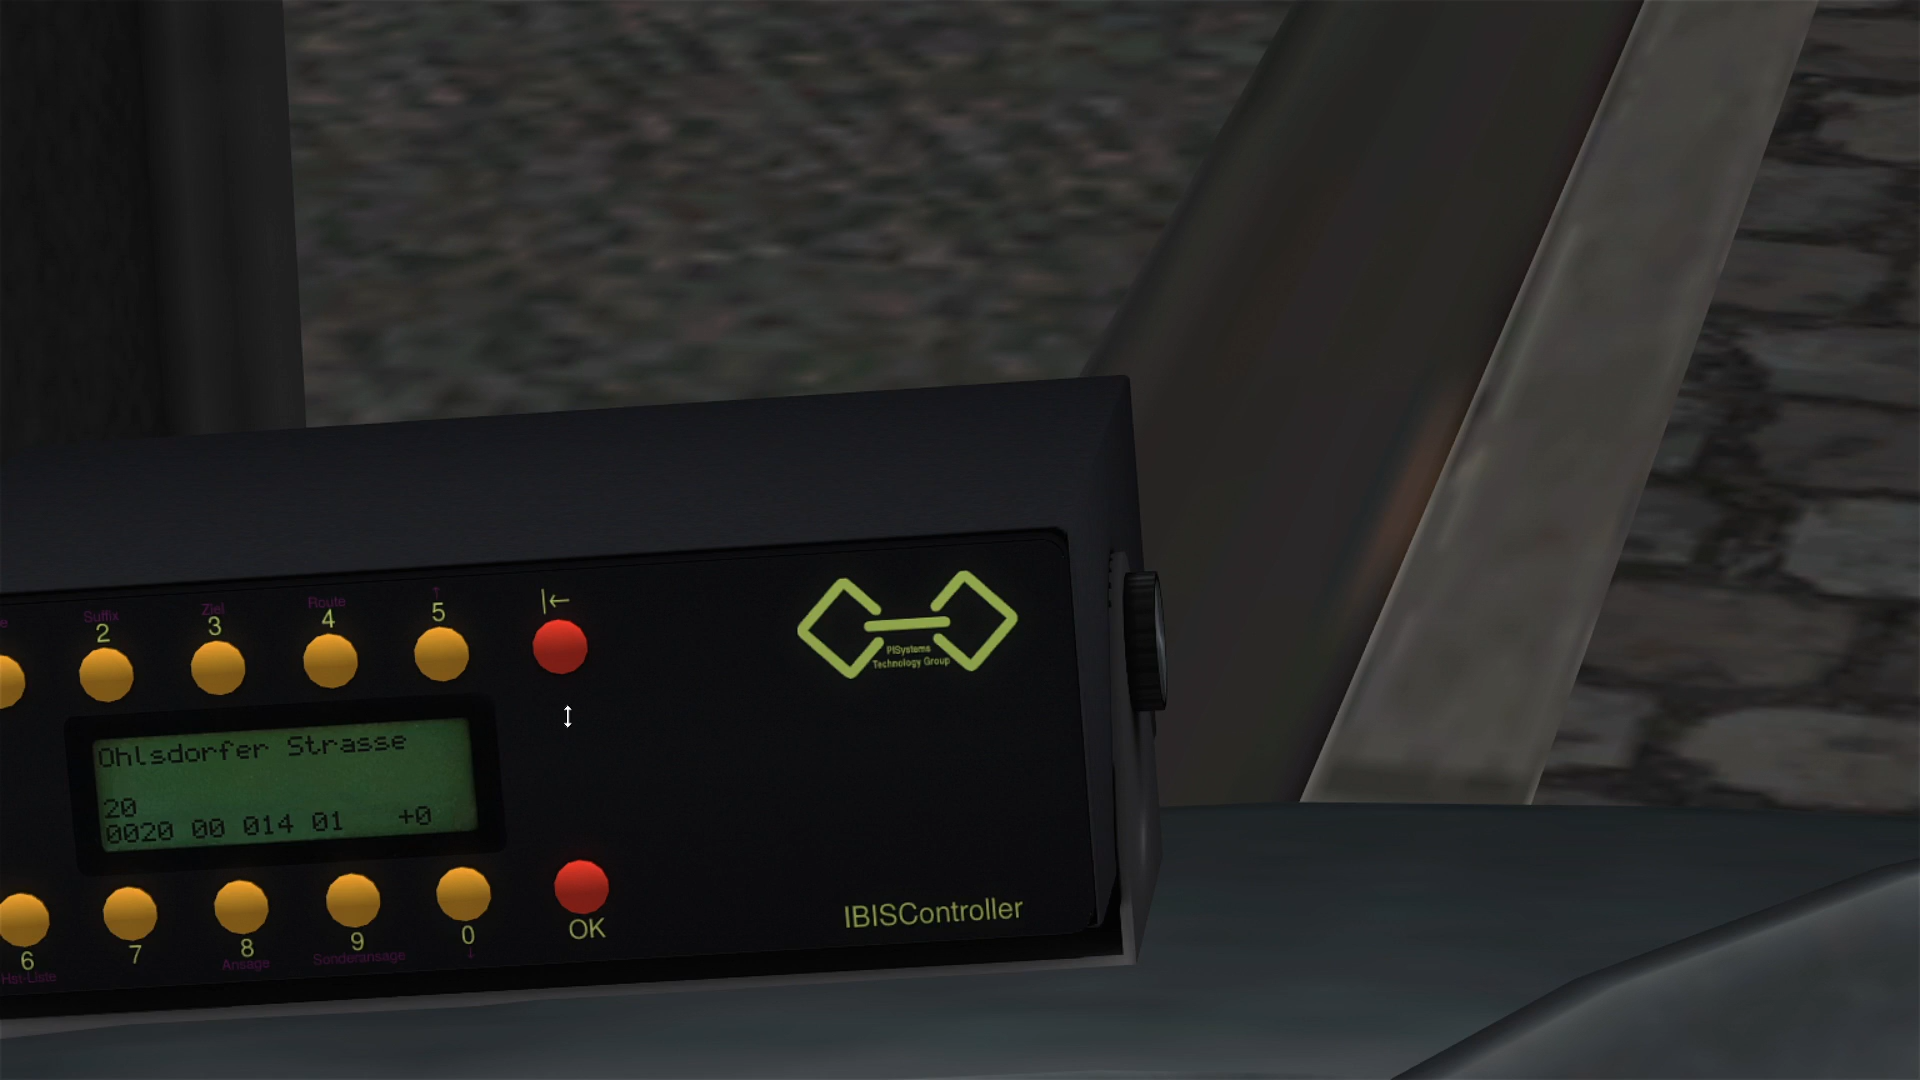 Suffix
2
Ziel
3
Route
4
↑
5
|←
PISystems
Technology Group
Ohlsdorfer Strasse
20
0020 00 014 01 +0
6
Hst-Liste
7
8
Ansage
9
Sonderansage
0
↓
OK
IBISController